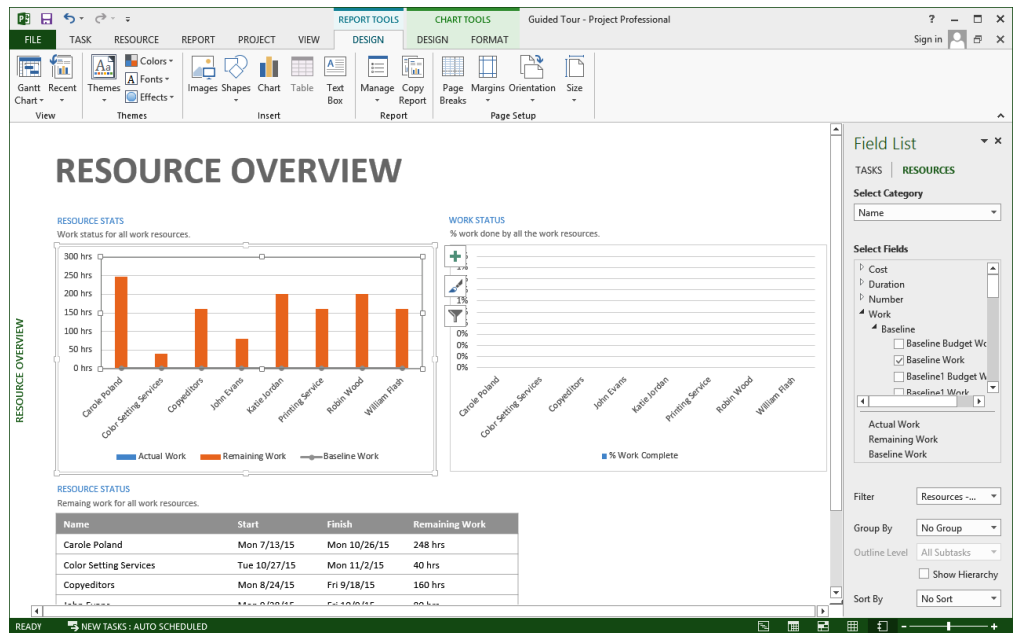 REPORT TOOLS CHART TOOLS Guided Tour - Project Professional ?
FILE TASK RESOURCE REPORT PROJECT VIEW DESIGN DESIGN FORMAT Sign in
Gantt Chart Recent Themes Colors Fonts Effects Images Shapes Chart Table Text Box Manage Copy Report Page Breaks Margins Orientation Size
View Themes Insert Report Page Setup
RESOURCE OVERVIEW
RESOURCE OVERVIEW
RESOURCE STATS
Work status for all work resources.
300 hrs
250 hrs
200 hrs
150 hrs
100 hrs
50 hrs
0 hrs
Carole Poland
Color Setting Services
Copyeditors
John Evans
Katie Jordan
Printing Service
Robin Wood
William Flash
Actual Work Remaining Work Baseline Work
WORK STATUS
% work done by all the work resources.
1%
1%
0%
0%
0%
0%
Carole Poland
Color Setting Services
Copyeditors
John Evans
Katie Jordan
Printing Service
Robin Wood
William Flash
% Work Complete
RESOURCE STATUS
Remaing work for all work resources.
Name Start Finish Remaining Work
Carole Poland Mon 7/13/15 Mon 10/26/15 248 hrs
Color Setting Services Tue 10/27/15 Mon 11/2/15 40 hrs
Copyeditors Mon 8/24/15 Fri 9/18/15 160 hrs
Field List
TASKS RESOURCES
Select Category
Name
Select Fields
Cost
Duration
Number
Work
Baseline
Baseline Budget Wo
Baseline Work
Baseline1 Budget W
Baseline1 Work
Actual Work
Remaining Work
Baseline Work
Filter Resources -...
Group By No Group
Outline Level All Subtasks
Show Hierarchy
Sort By No Sort
READY NEW TASKS : AUTO SCHEDULED